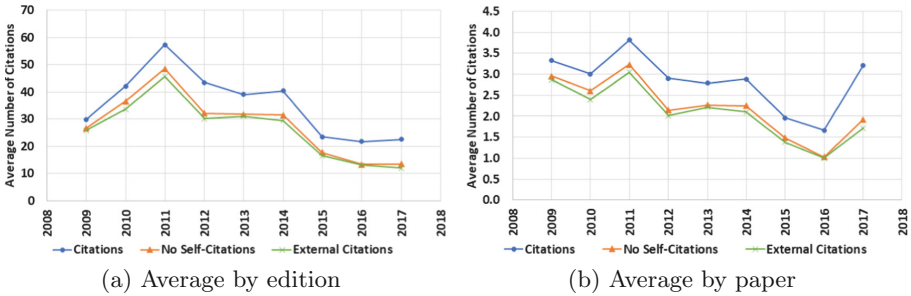 Average Number of Citations
70
60
50
40
30
20
10
0
2008 2009 2010 2011 2012 2013 2014 2015 2016 2017 2018
Citations No Self-Citations External Citations
(a) Average by edition
Average Number of Citations
4.5
4.0
3.5
3.0
2.5
2.0
1.5
1.0
0.5
0.0
2008 2009 2010 2011 2012 2013 2014 2015 2016 2017 2018
Citations No Self-Citations External Citations
(b) Average by paper